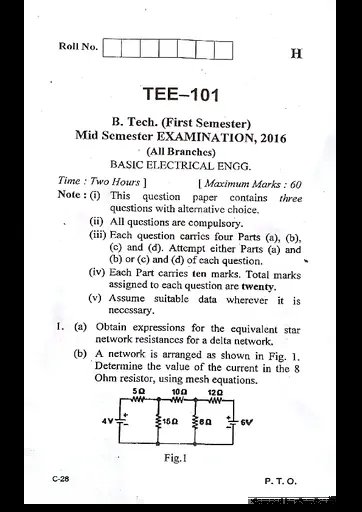 Roll No.
H
TEE–101
B. Tech. (First Semester)
Mid Semester EXAMINATION, 2016
(All Branches)
BASIC ELECTRICAL ENGG.
Time : Two Hours ] [ Maximum Marks : 60
Note : (i) This question paper contains three
questions with alternative choice.
(ii) All questions are compulsory.
(iii) Each question carries four Parts (a), (b),
(c) and (d). Attempt either Parts (a) and
(b) or (c) and (d) of each question.
(iv) Each Part carries ten marks. Total marks
assigned to each question are twenty.
(v) Assume suitable data wherever it is
necessary.
1. (a) Obtain expressions for the equivalent star
network resistances for a delta network.
(b) A network is arranged as shown in Fig. 1.
Determine the value of the current in the 8
Ohm resistor, using mesh equations.
5Ω 10Ω 12Ω
4V 15Ω 8Ω 6V
Fig.1
C-28 P. T. O.